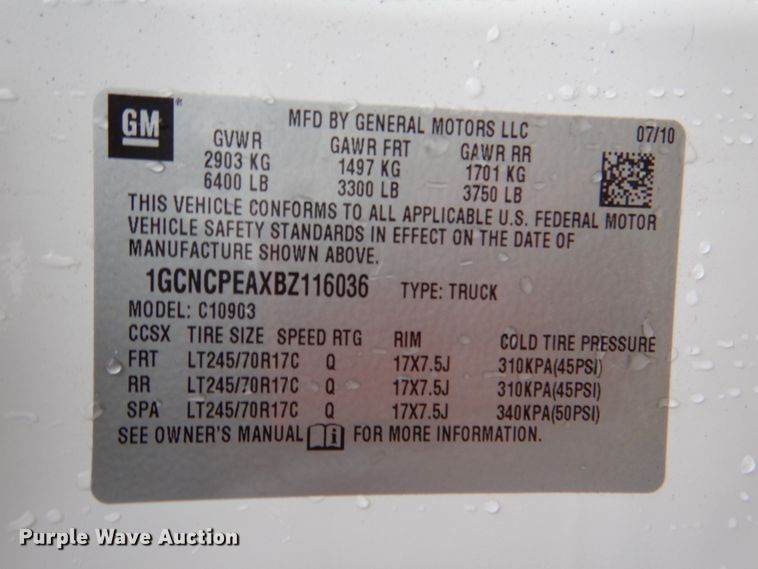 GM
MFD BY GENERAL MOTORS LLC 07/10
GVWR GAWR FRT GAWR RR
2903 KG 1497 KG 1701 KG
6400 LB 3300 LB 3750 LB
THIS VEHICLE CONFORMS TO ALL APPLICABLE U.S. FEDERAL MOTOR
VEHICLE SAFETY STANDARDS IN EFFECT ON THE DATE OF
MANUFACTURE SHOWN ABOVE.
1GCNCPEAXBZ116036 TYPE: TRUCK
MODEL: C10903
CCSX TIRE SIZE SPEED RTG RIM COLD TIRE PRESSURE
FRT LT245/70R17C Q 17X7.5J 310KPA(45PSI)
RR LT245/70R17C Q 17X7.5J 310KPA(45PSI)
SPA LT245/70R17C Q 17X7.5J 340KPA(50PSI)
SEE OWNER'S MANUAL i FOR MORE INFORMATION.
Purple Wave Auction